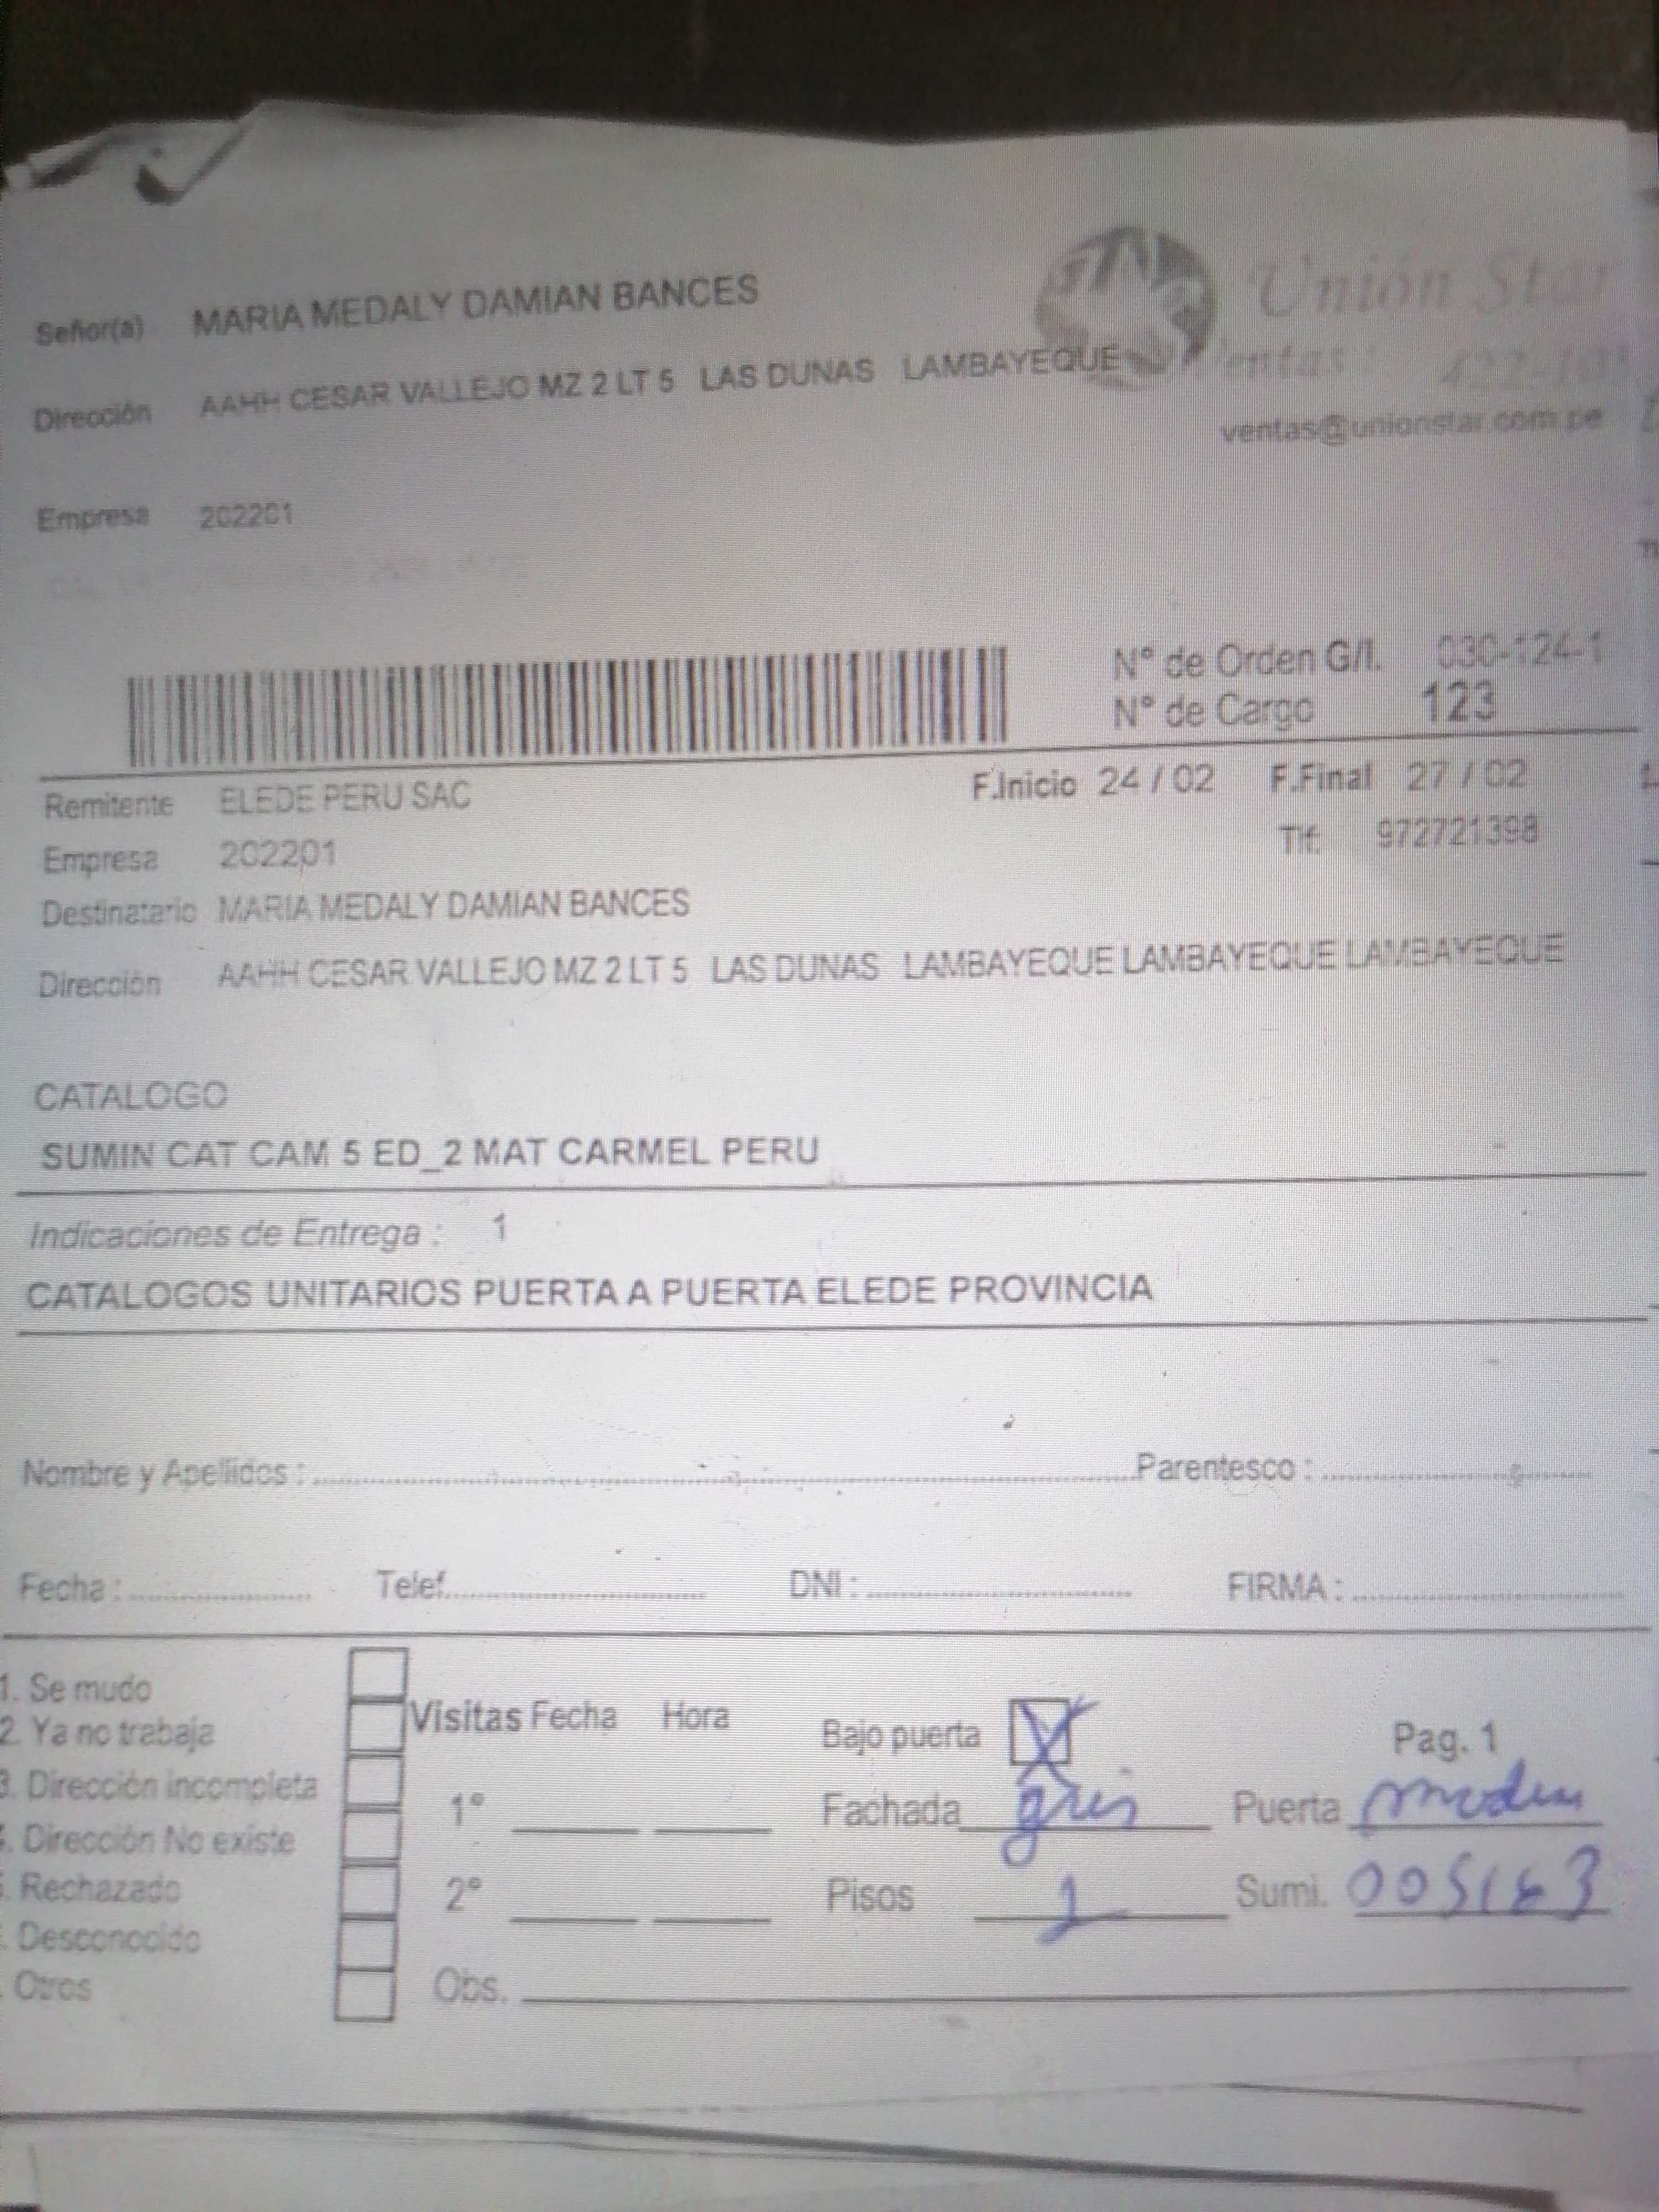 Unión Star
Señor(a) MARIA MEDALY DAMIAN BANCES
Dirección AAHH CESAR VALLEJO MZ 2 LT 5 LAS DUNAS LAMBAYEQUE
ventas@unionstar.com.pe
Empresa 202201
N° de Orden G/I. 030-124-1
N° de Cargo 123
Remitente ELEDE PERU SAC F.Inicio 24 / 02 F.Final 27 / 02
Empresa 202201 Tlf: 972721398
Destinatario MARIA MEDALY DAMIAN BANCES
Dirección AAHH CESAR VALLEJO MZ 2 LT 5 LAS DUNAS LAMBAYEQUE LAMBAYEQUE LAMBAYEQUE
CATALOGO
SUMIN CAT CAM 5 ED_2 MAT CARMEL PERU
Indicaciones de Entrega : 1
CATALOGOS UNITARIOS PUERTA A PUERTA ELEDE PROVINCIA
Nombre y Apellidos : Parentesco :
Fecha : Telef. DNI : FIRMA :
1. Se mudo
2. Ya no trabaja
3. Dirección incompleta
. Dirección No existe
. Rechazado
. Desconocido
. Otros
Visitas Fecha Hora
1°
2°
Obs.
Bajo puerta X Pag. 1
Fachada gris Puerta
Pisos 1 Sumi. 005163